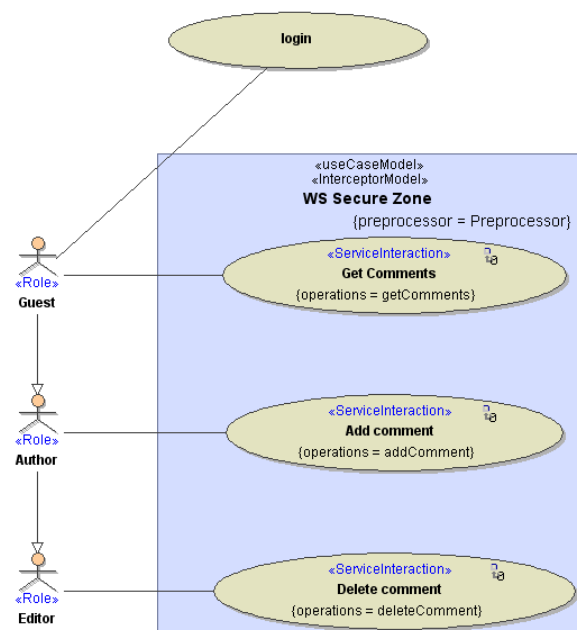 login
«useCaseModel»
«InterceptorModel»
WS Secure Zone
{preprocessor = Preprocessor}
«ServiceInteraction»
Get Comments
{operations = getComments}
«Role»
Guest
«ServiceInteraction»
Add comment
{operations = addComment}
«Role»
Author
«ServiceInteraction»
Delete comment
{operations = deleteComment}
«Role»
Editor